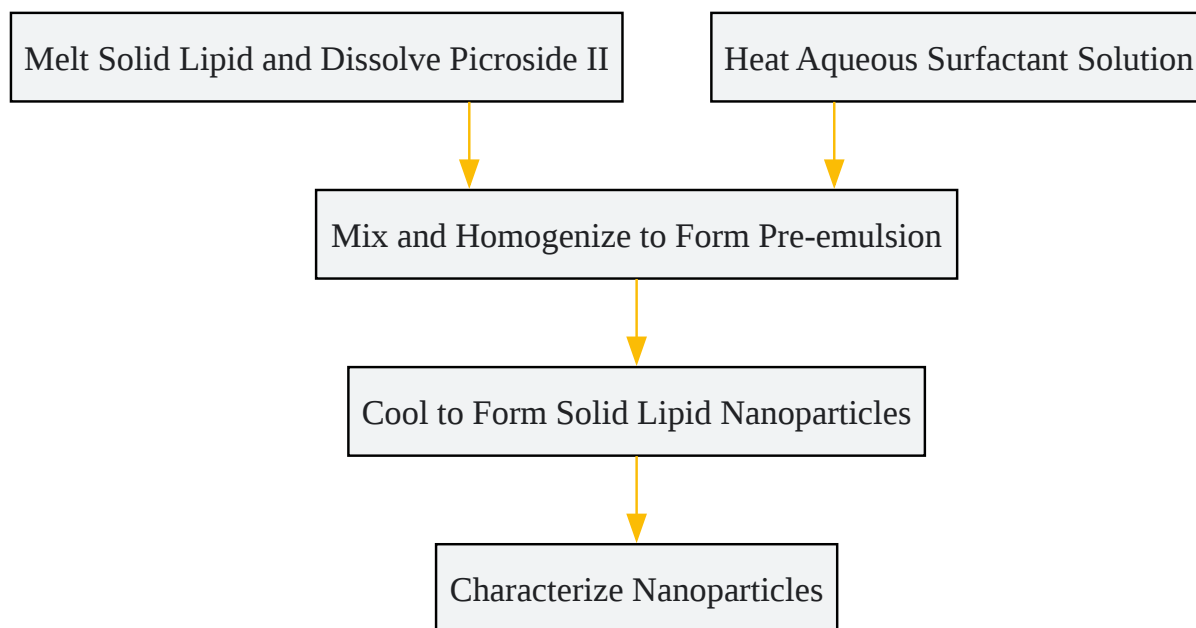 Melt Solid Lipid and Dissolve Picroside II
Heat Aqueous Surfactant Solution
Mix and Homogenize to Form Pre-emulsion
Cool to Form Solid Lipid Nanoparticles
Characterize Nanoparticles